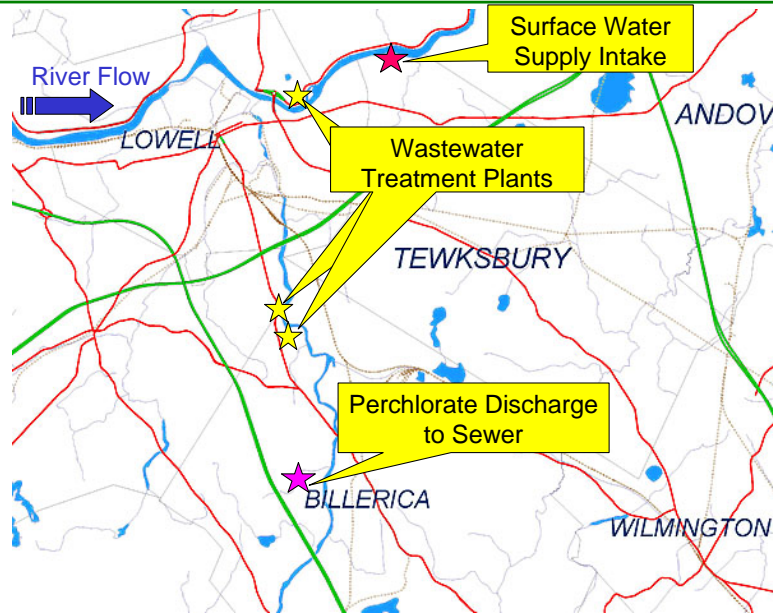 Surface Water
Supply Intake
River Flow
ANDOV
LOWELL
Wastewater
Treatment Plants
TEWKSBURY
Perchlorate Discharge
to Sewer
BILLERICA
WILMINGTON